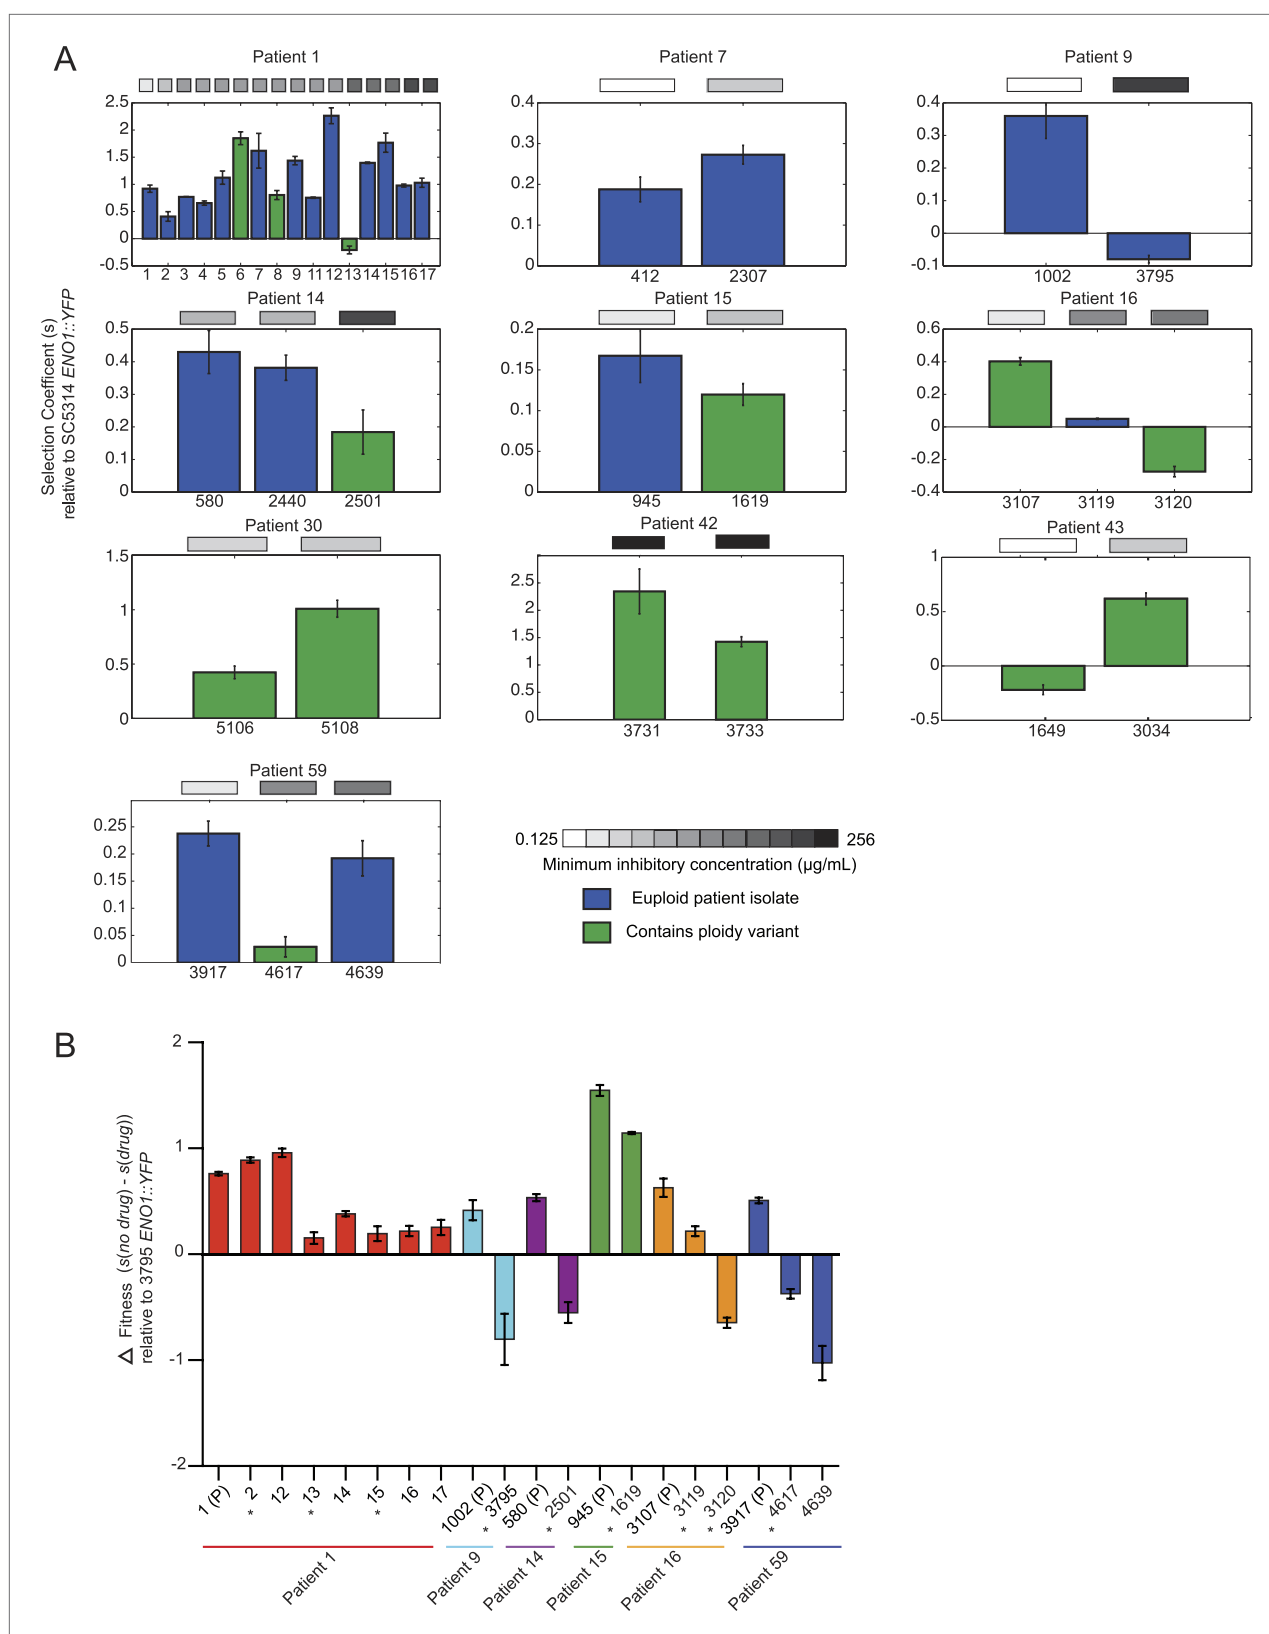 A
Patient 1
2.5
2
1.5
1
0.5
0
-0.5
1 2 3 4 5 6 7 8 9 11 12 13 14 15 16 17
Patient 7
0.4
0.3
0.2
0.1
0
412 2307
Patient 9
0.4
0.3
0.2
0.1
0
-0.1
1002 3795
Selection Coefficent (s)
relative to SC5314 ENO1::YFP
Patient 14
0.5
0.4
0.3
0.2
0.1
0
580 2440 2501
Patient 15
0.2
0.15
0.1
0.05
0
945 1619
Patient 16
0.6
0.4
0.2
0
-0.2
-0.4
3107 3119 3120
Patient 30
1.5
1
0.5
0
5106 5108
Patient 42
2.5
2
1.5
1
0.5
0
3731 3733
Patient 43
1
0.5
0
-0.5
1649 3034
Patient 59
0.25
0.2
0.15
0.1
0.05
0
3917 4617 4639
0.125 256
Minimum inhibitory concentration (µg/mL)
Euploid patient isolate
Contains ploidy variant
B
Δ Fitness (s(no drug) - s(drug))
relative to 3795 ENO1::YFP
2
1
0
-1
-2
1 (P)
* 2
12
* 13
14
* 15
16
17
1002 (P)
* 3795
580 (P)
* 2501
945 (P)
* 1619
3107 (P)
* 3119
* 3120
3917 (P)
* 4617
4639
Patient 1
Patient 9
Patient 14
Patient 15
Patient 16
Patient 59